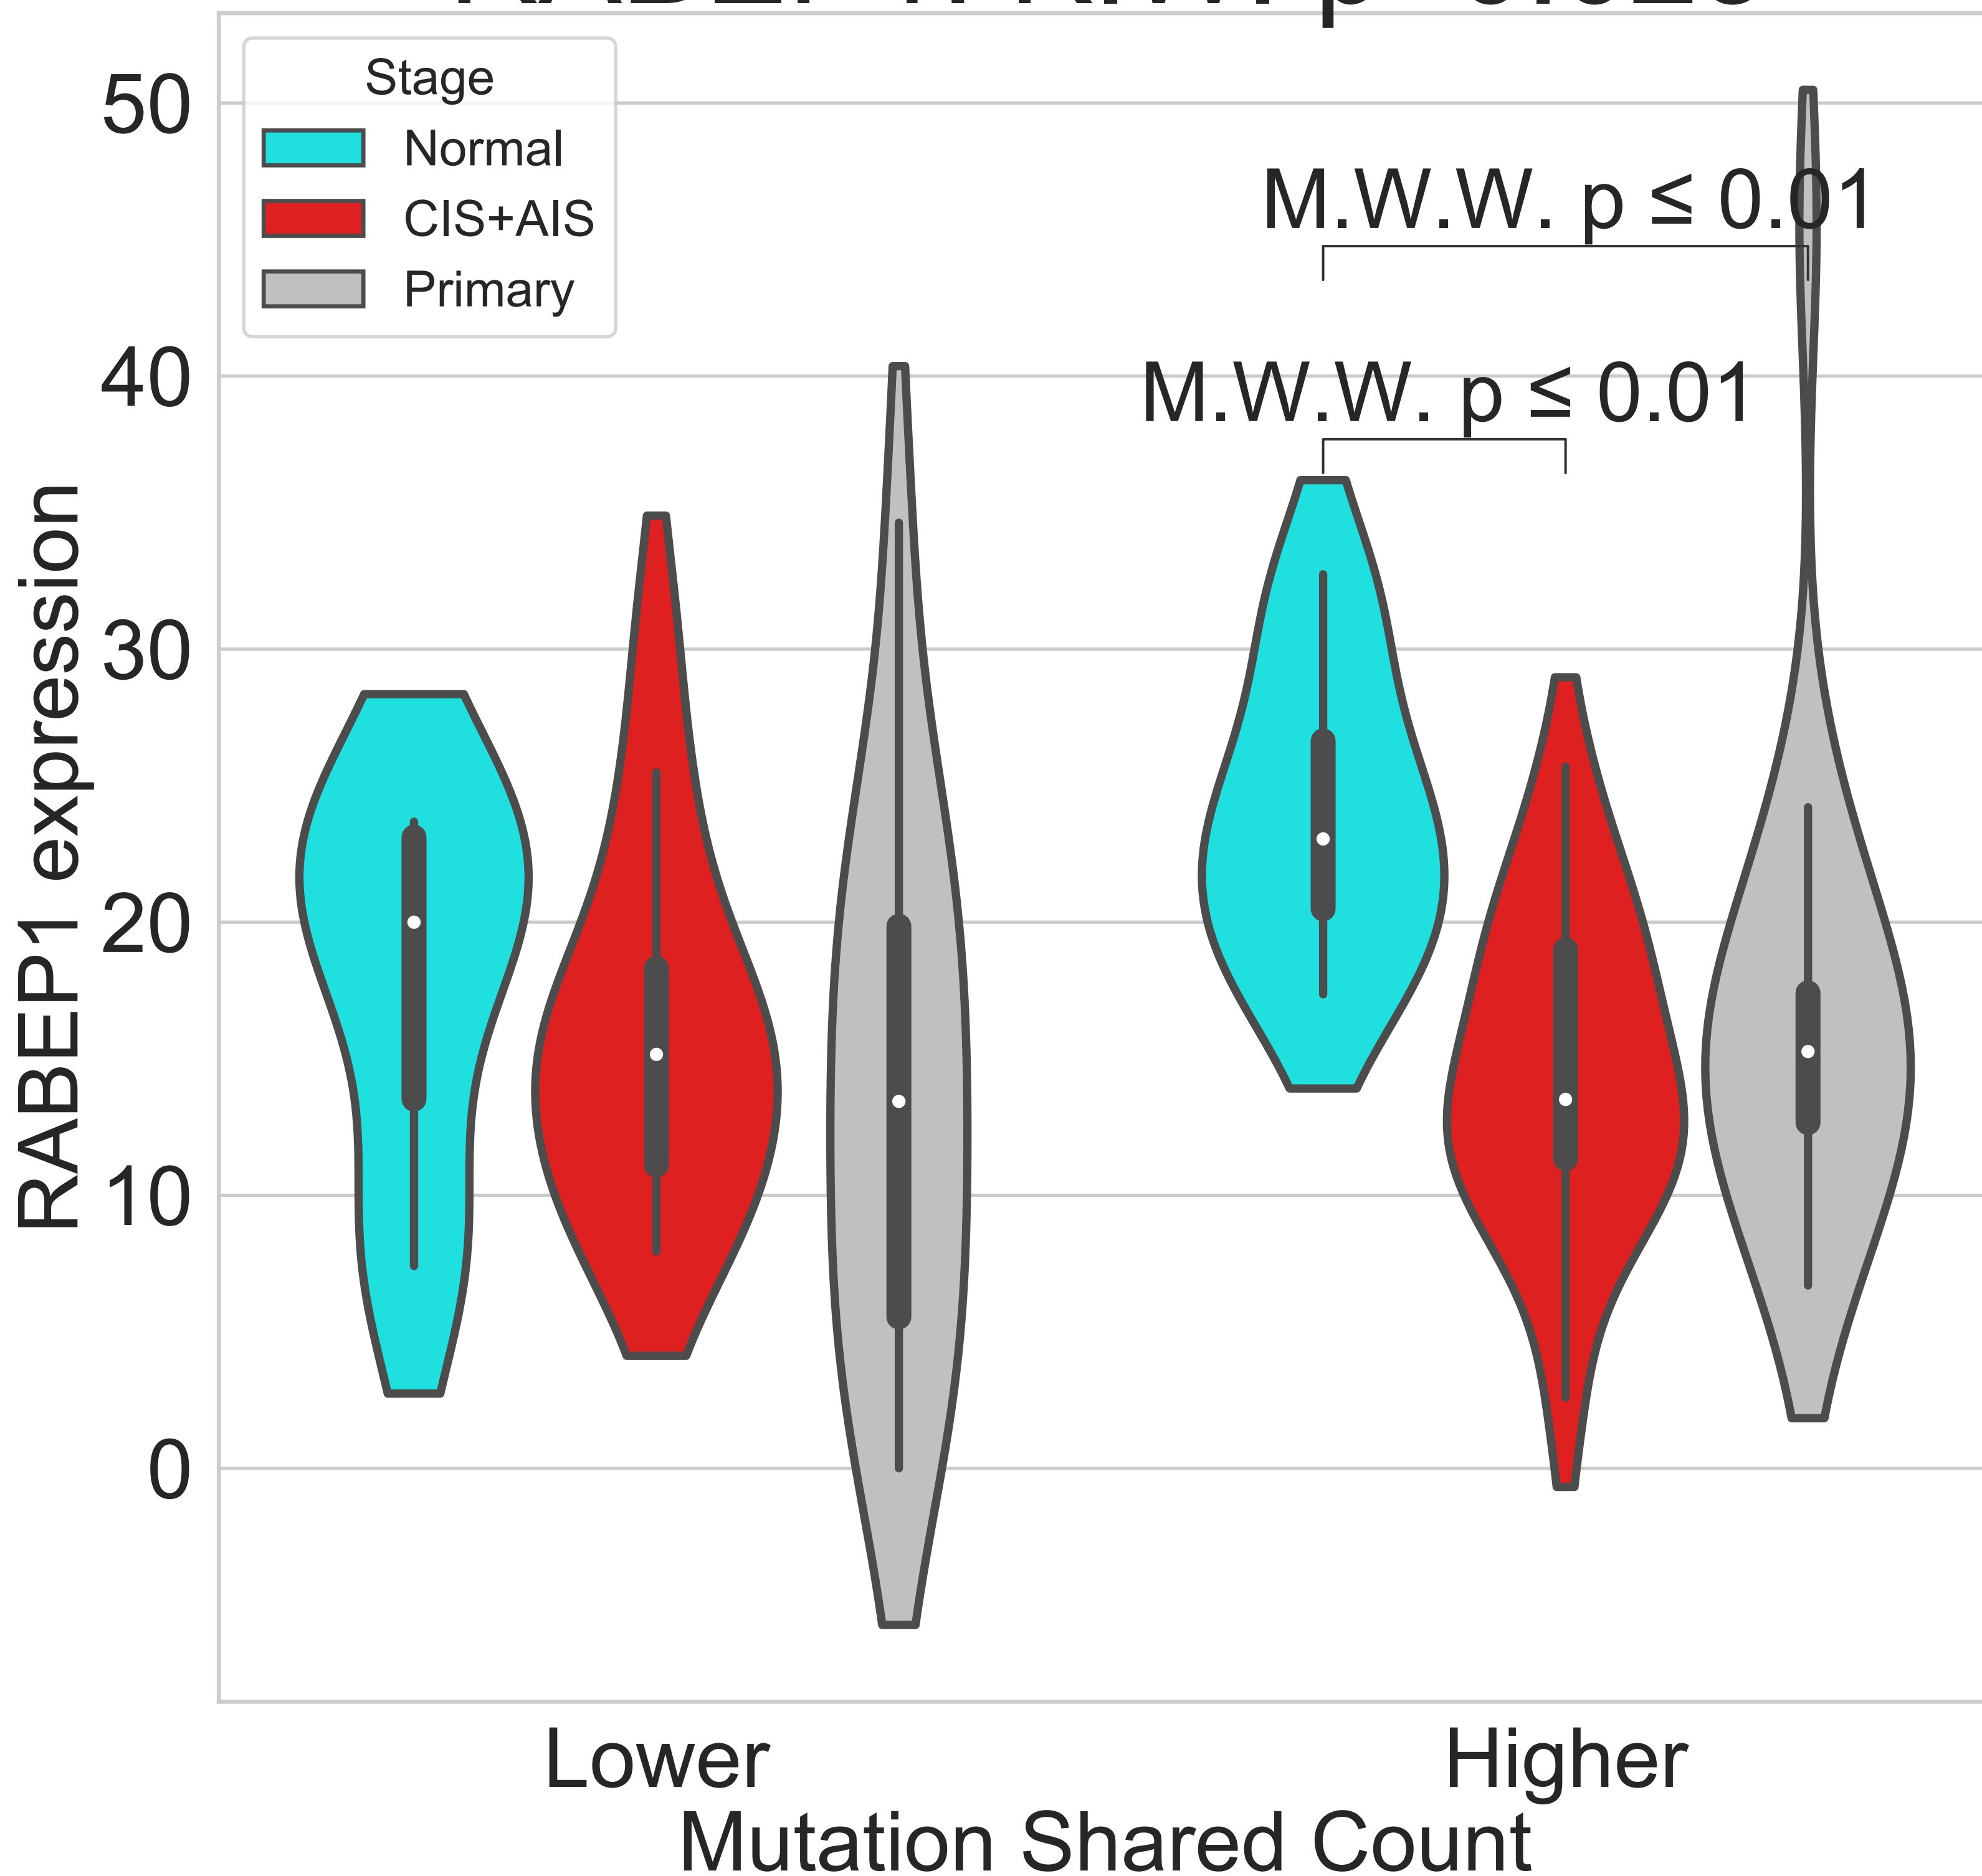 Stage
Normal
CIS+AIS
Primary
50
40
30
20
10
0
RABEP1 expression
M.W.W. p ≤ 0.01
M.W.W. p ≤ 0.01
Lower
Higher
Mutation Shared Count